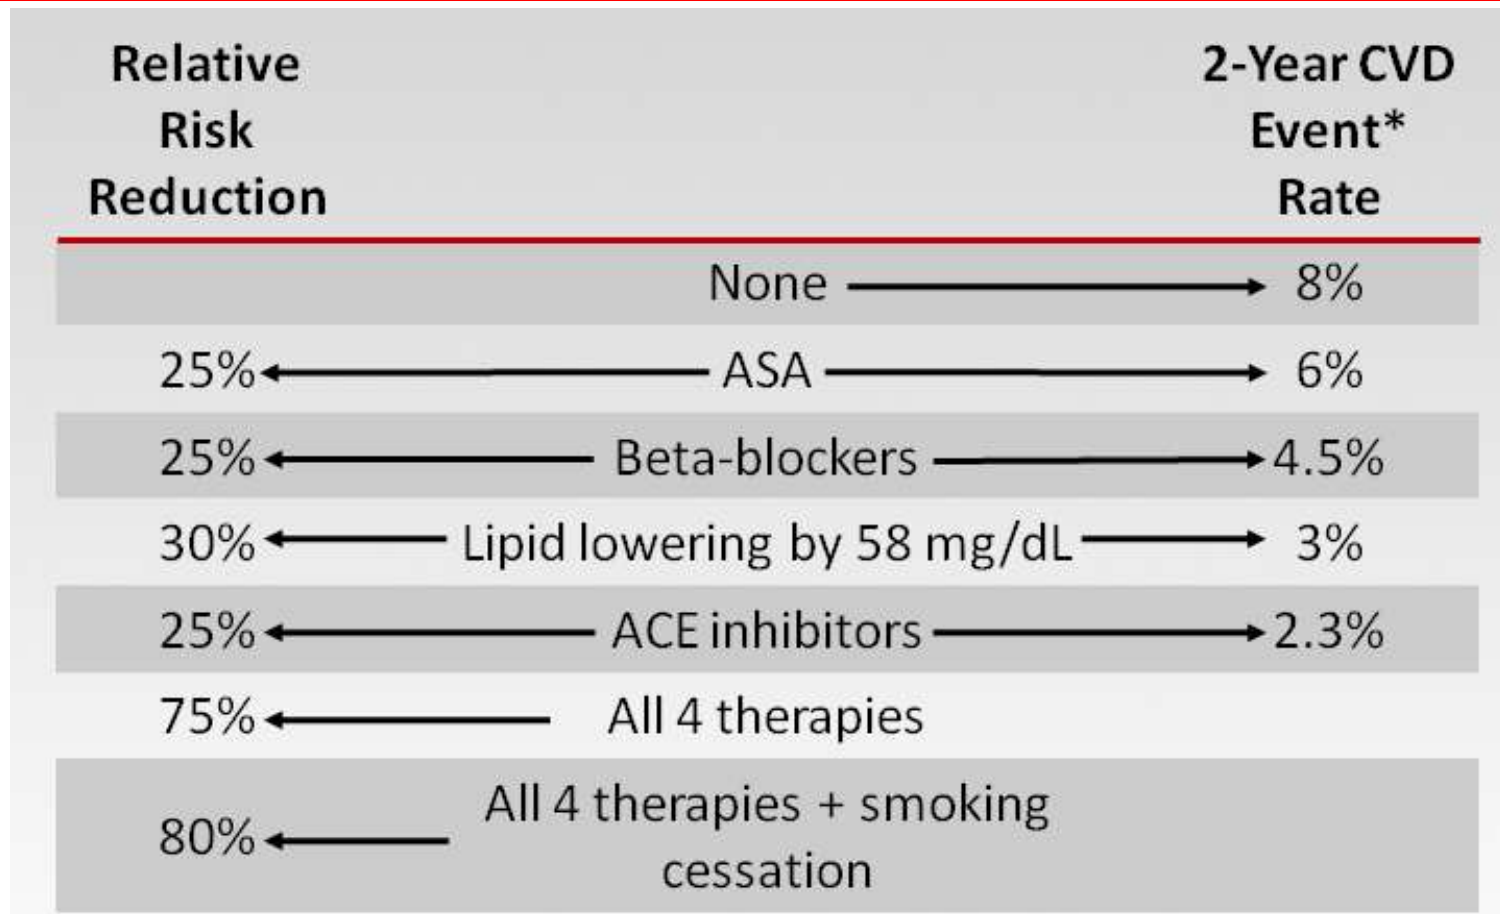 Relative
Risk
Reduction
2-Year CVD
Event*
Rate
None 8%
25% ASA 6%
25% Beta-blockers 4.5%
30% Lipid lowering by 58 mg/dL 3%
25% ACE inhibitors 2.3%
75% All 4 therapies
80% All 4 therapies + smoking
cessation